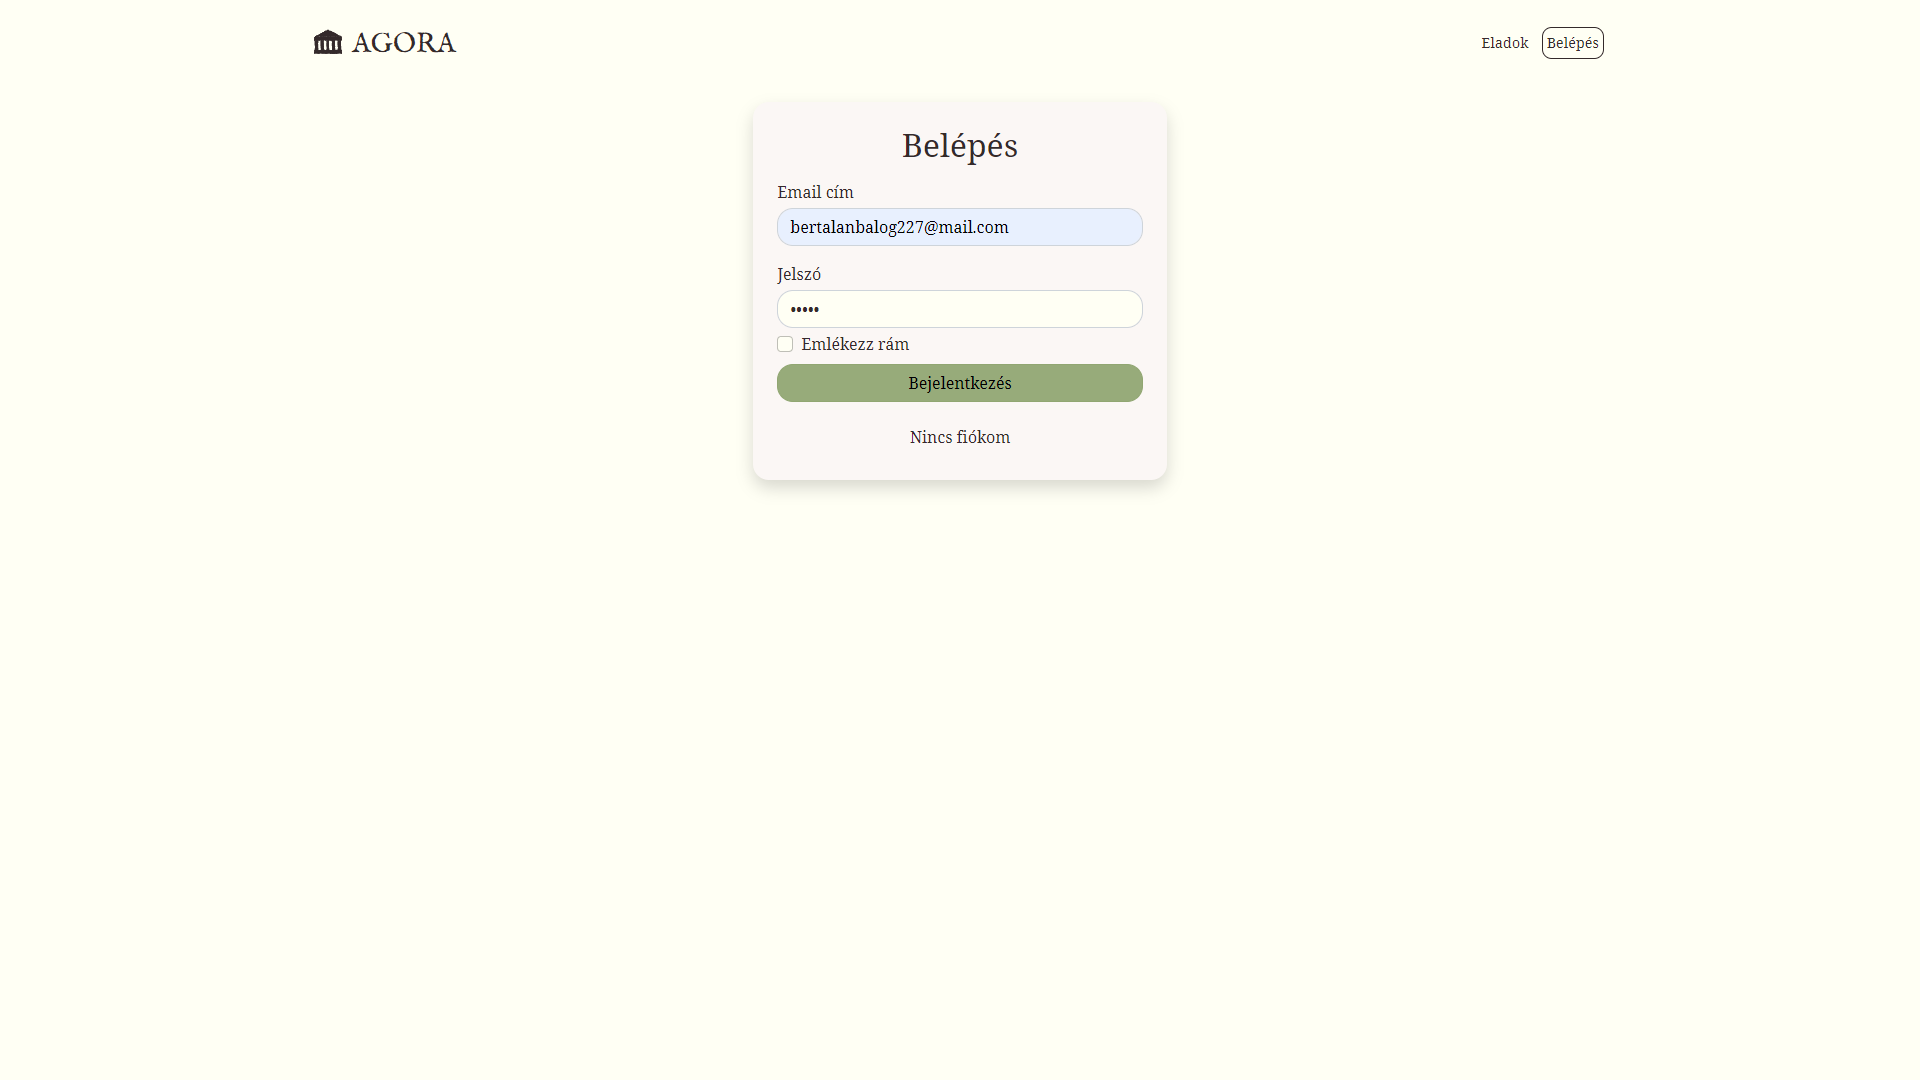 AGORA
Eladok
Belépés
Belépés
Email cím
bertalanbalog227@mail.com
Jelszó
•••••
Emlékezz rám
Bejelentkezés
Nincs fiókom